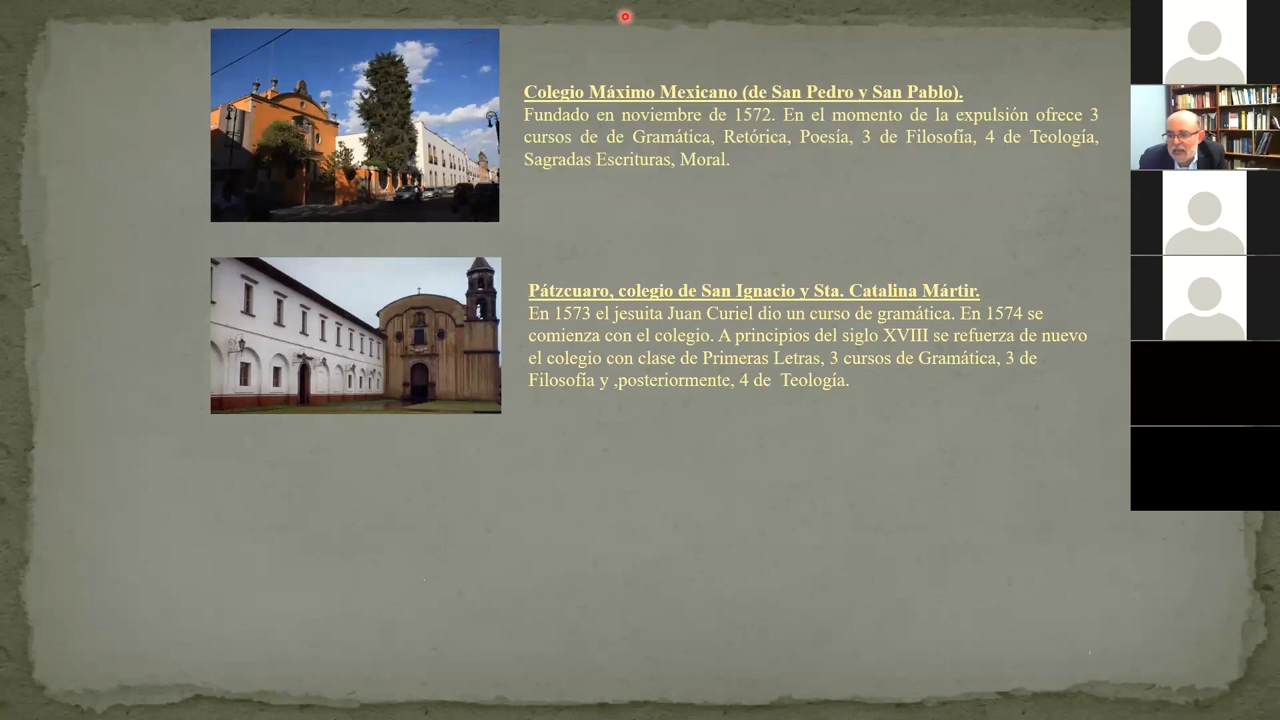 Colegio Máximo Mexicano (de San Pedro y San Pablo).
Fundado en noviembre de 1572. En el momento de la expulsión ofrece 3
cursos de de Gramática, Retórica, Poesía, 3 de Filosofía, 4 de Teología,
Sagradas Escrituras, Moral.
Pátzcuaro, colegio de San Ignacio y Sta. Catalina Mártir.
En 1573 el jesuita Juan Curiel dio un curso de gramática. En 1574 se
comienza con el colegio. A principios del siglo XVIII se refuerza de nuevo
el colegio con clase de Primeras Letras, 3 cursos de Gramática, 3 de
Filosofía y ,posteriormente, 4 de Teología.